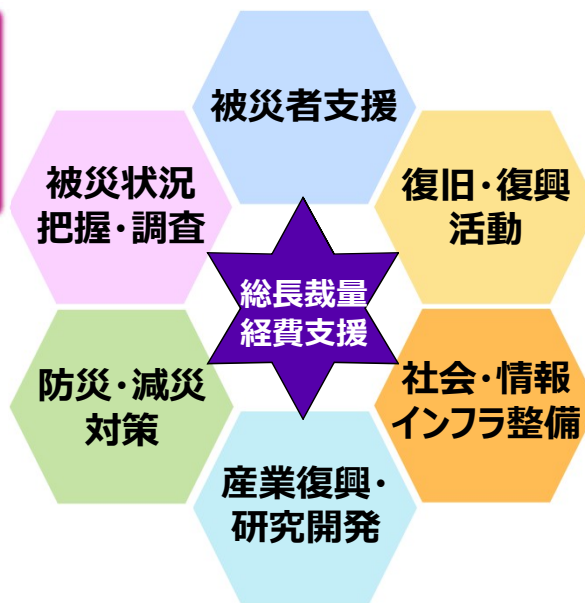 被災者支援
被災状況
把握・調査
復旧・復興
活動
総長裁量
経費支援
防災・減災
対策
社会・情報
インフラ整備
産業復興・
研究開発